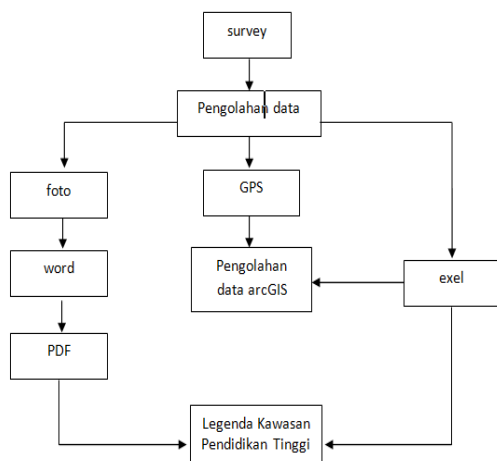 survey
Pengolahan data
foto
GPS
word
Pengolahan
data arcGIS
exel
PDF
Legenda Kawasan
Pendidikan Tinggi